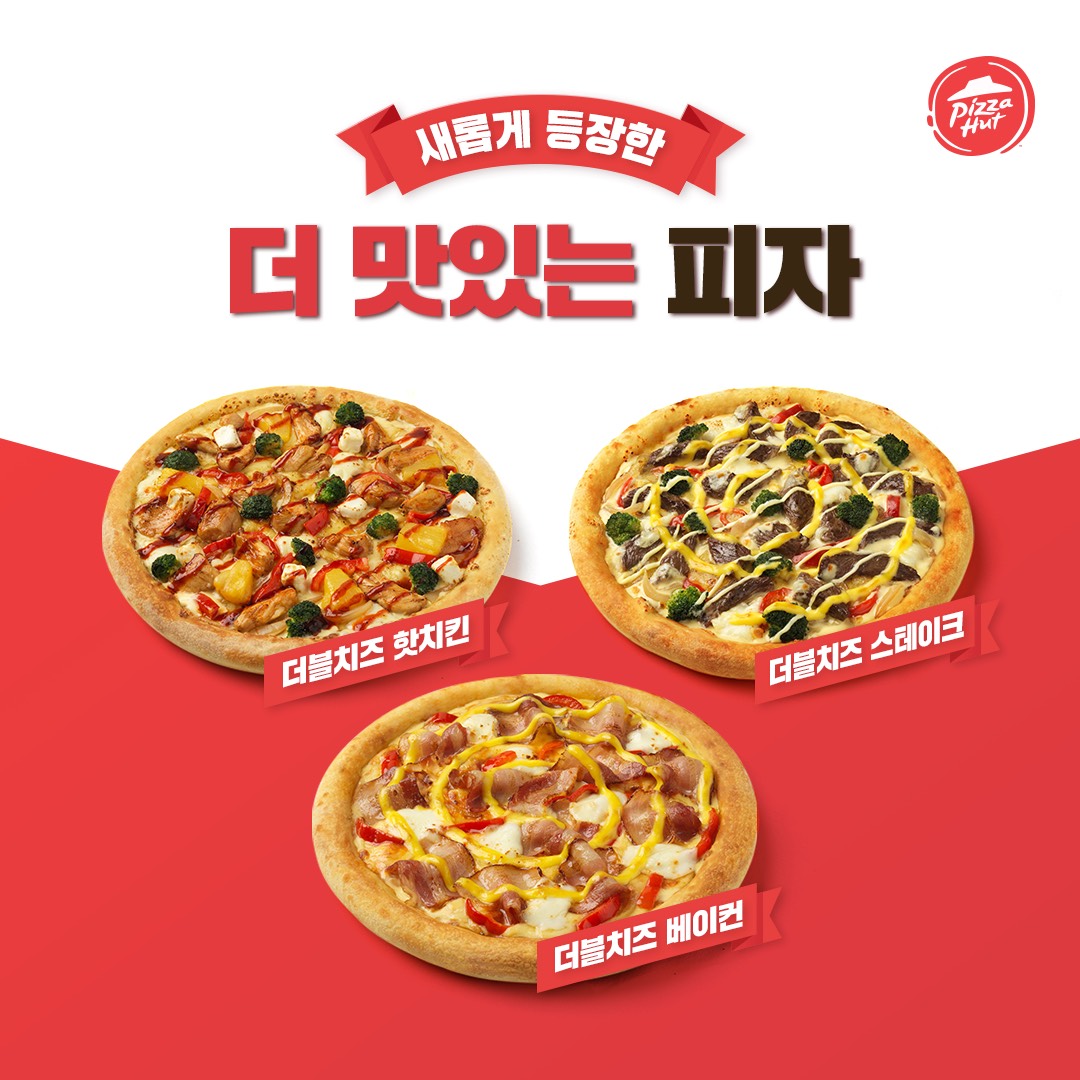 Pizza
Hut
새롭게 등장한
더 맛있는 피자
더블치즈 핫치킨
더블치즈 스테이크
더블치즈 베이컨